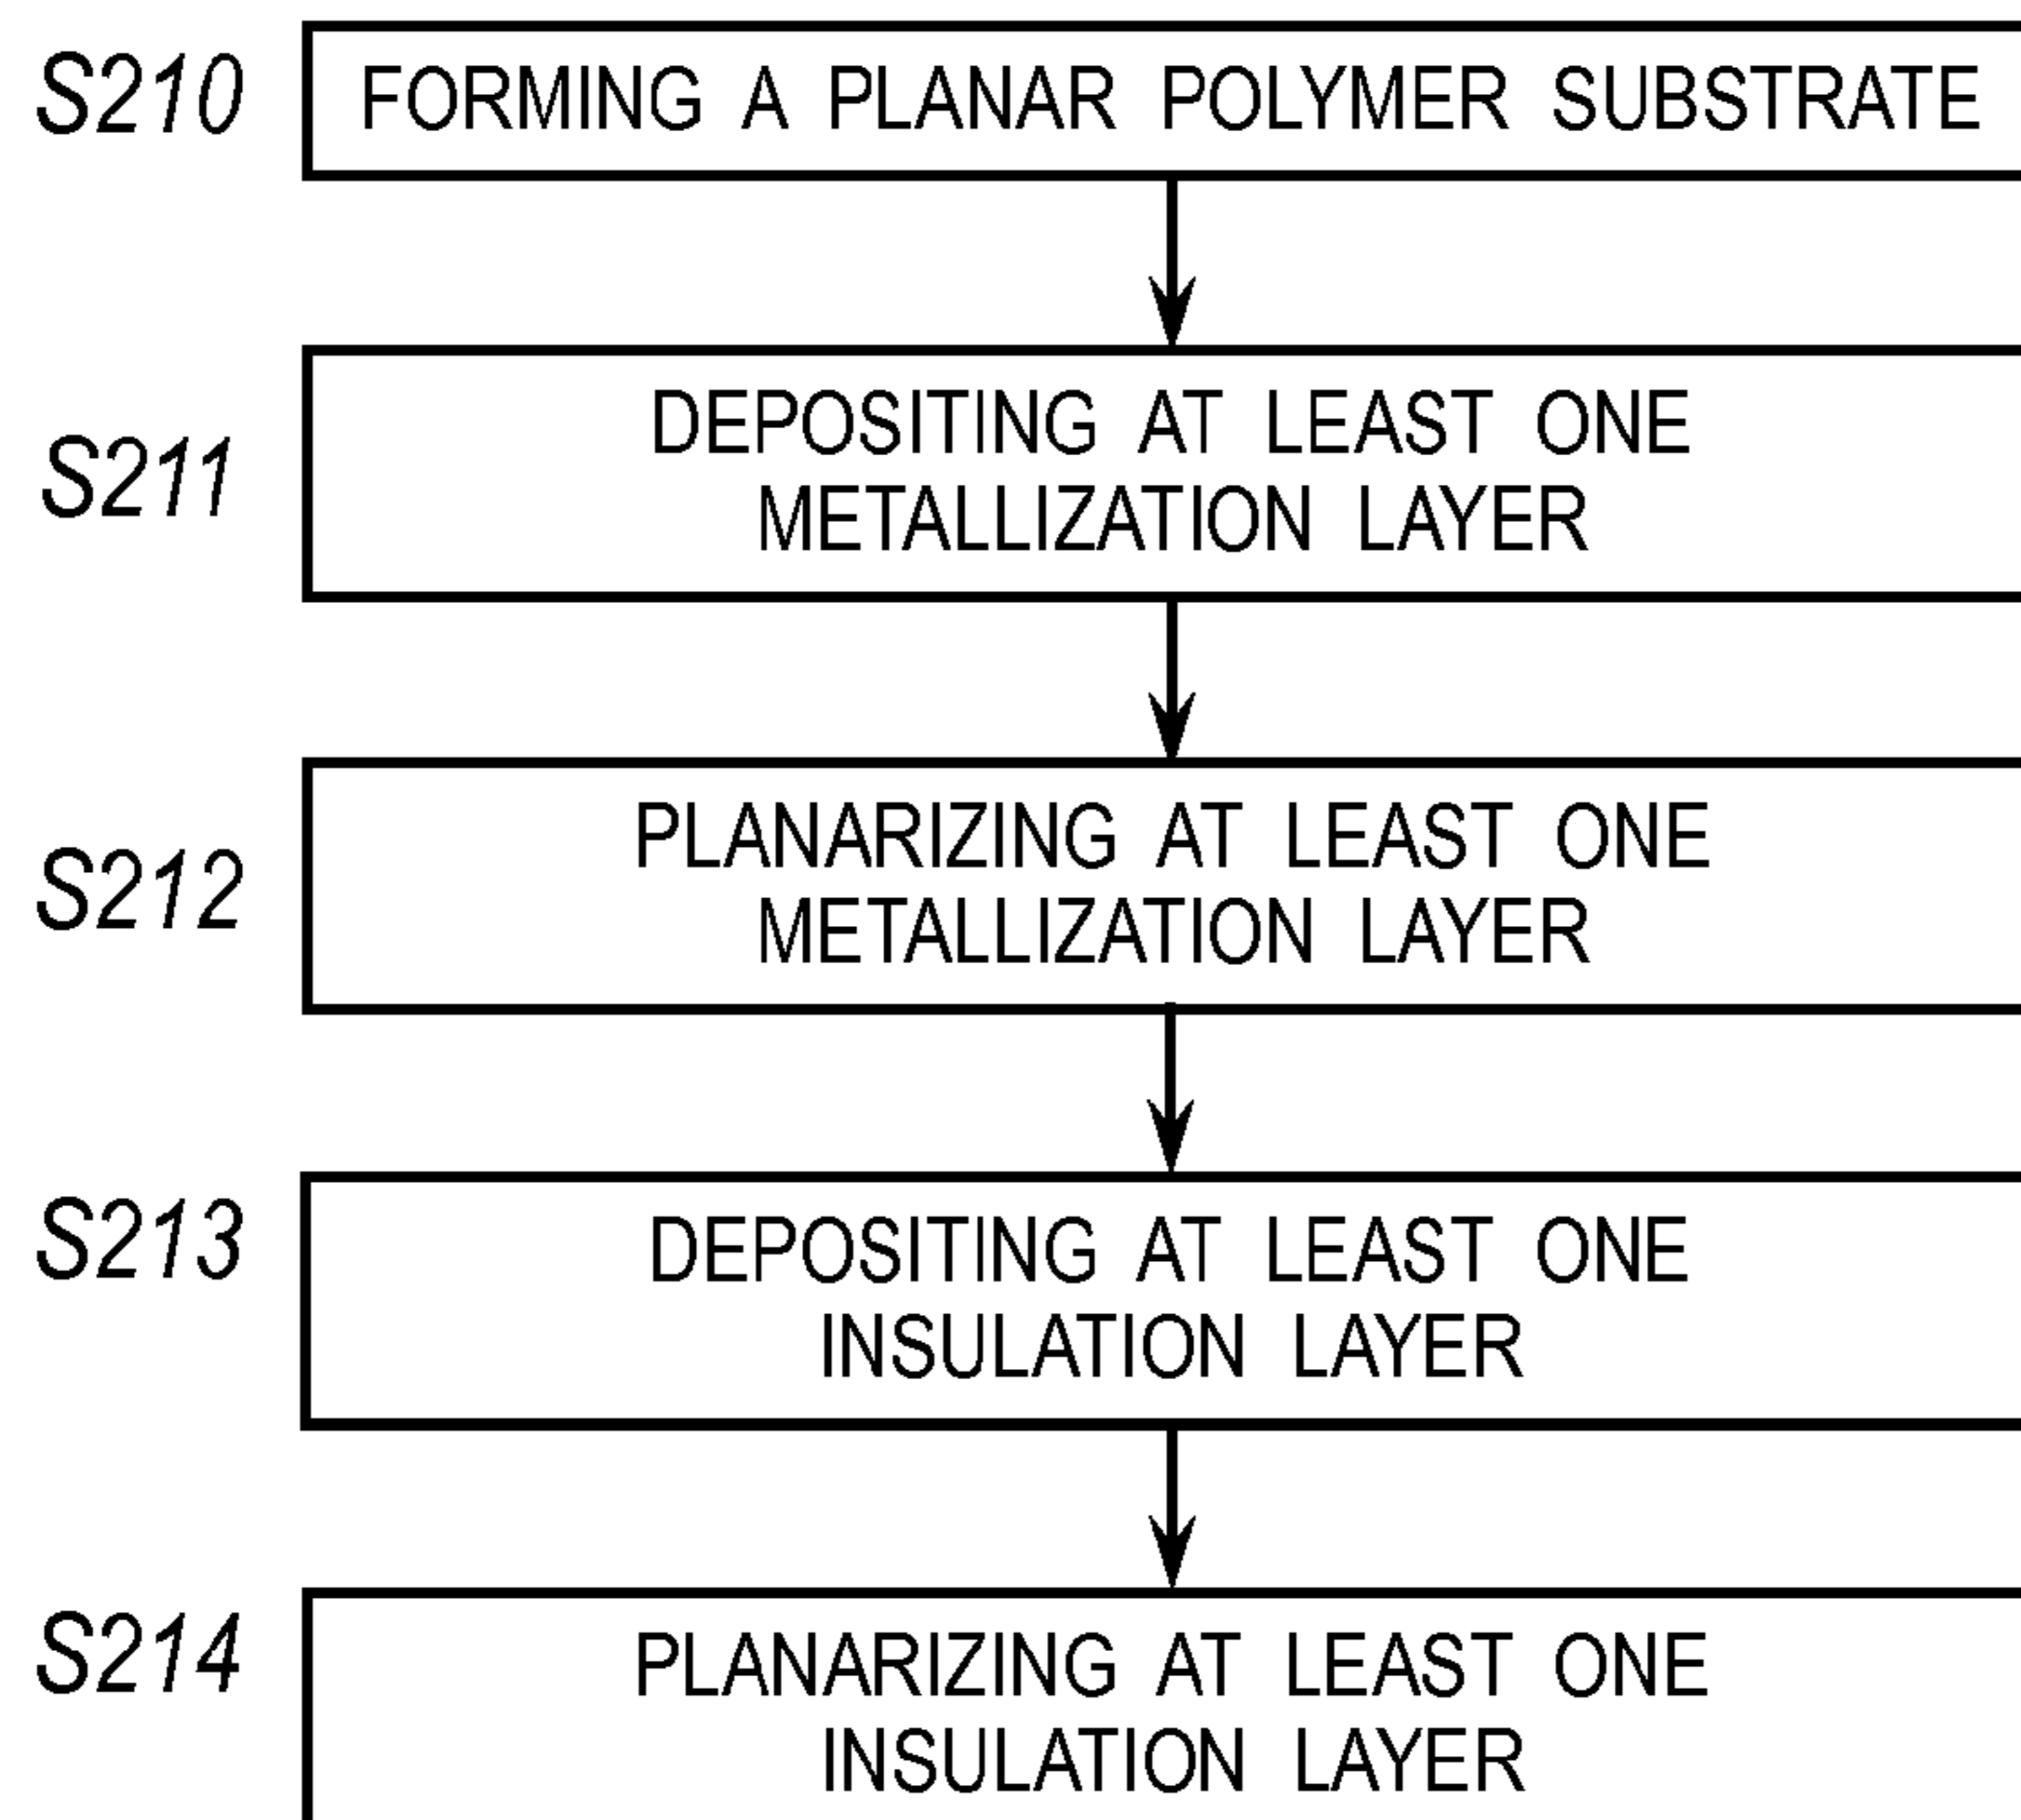 S210 FORMING A PLANAR POLYMER SUBSTRATE
S211 DEPOSITING AT LEAST ONE
METALLIZATION LAYER
S212 PLANARIZING AT LEAST ONE
METALLIZATION LAYER
S213 DEPOSITING AT LEAST ONE
INSULATION LAYER
S214 PLANARIZING AT LEAST ONE
INSULATION LAYER